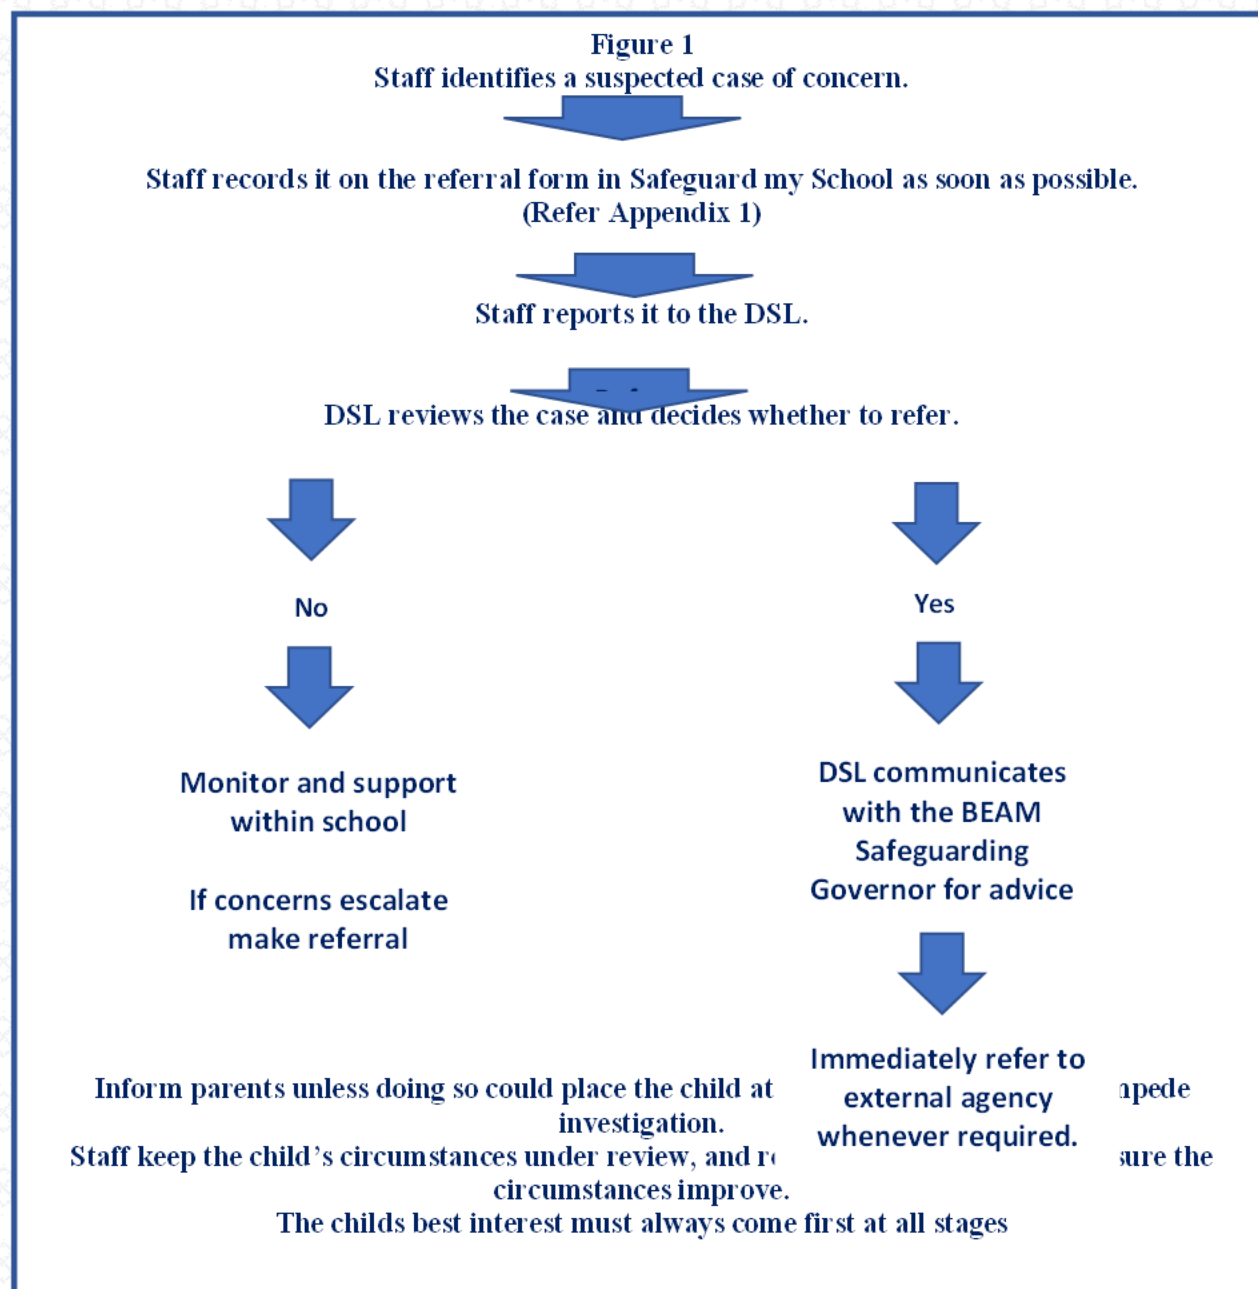 Figure 1
Staff identifies a suspected case of concern.
Staff records it on the referral form in Safeguard my School as soon as possible.
(Refer Appendix 1)
Staff reports it to the DSL.
DSL reviews the case and decides whether to refer.
No
Yes
Monitor and support
within school
If concerns escalate
make referral
DSL communicates
with the BEAM
Safeguarding
Governor for advice
Immediately refer to
external agency
whenever required.
Inform parents unless doing so could place the child at
investigation.
Staff keep the child’s circumstances under review, and the
circumstances improve.
The childs best interest must always come first at all stages